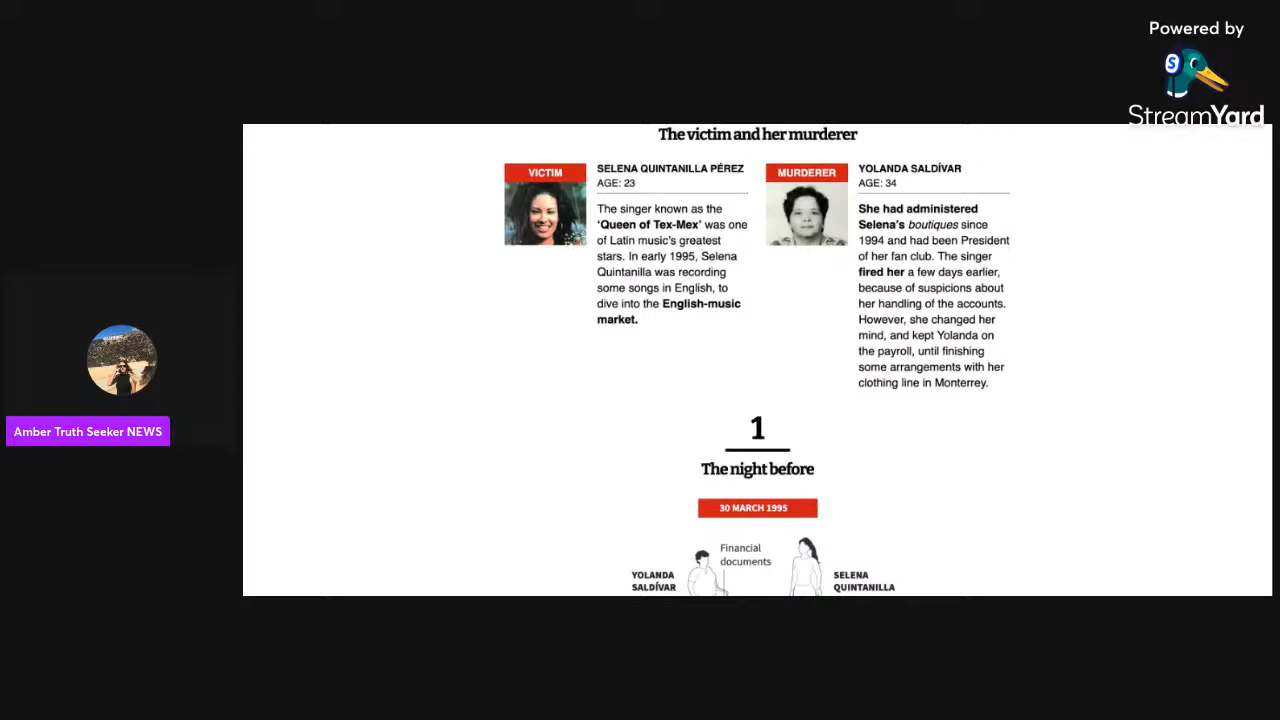 Powered by
StreamYard
The victim and her murderer
VICTIM
SELENA QUINTANILLA PÉREZ
AGE: 23
The singer known as the
‘Queen of Tex-Mex’ was one
of Latin music’s greatest
stars. In early 1995, Selena
Quintanilla was recording
some songs in English, to
dive into the English-music
market.
MURDERER
YOLANDA SALDÍVAR
AGE: 34
She had administered
Selena’s boutiques since
1994 and had been President
of her fan club. The singer
fired her a few days earlier,
because of suspicions about
her handling of the accounts.
However, she changed her
mind, and kept Yolanda on
the payroll, until finishing
some arrangements with her
clothing line in Monterrey.
Amber Truth Seeker NEWS
1
The night before
30 MARCH 1995
Financial
documents
YOLANDA
SALDÍVAR
SELENA
QUINTANILLA